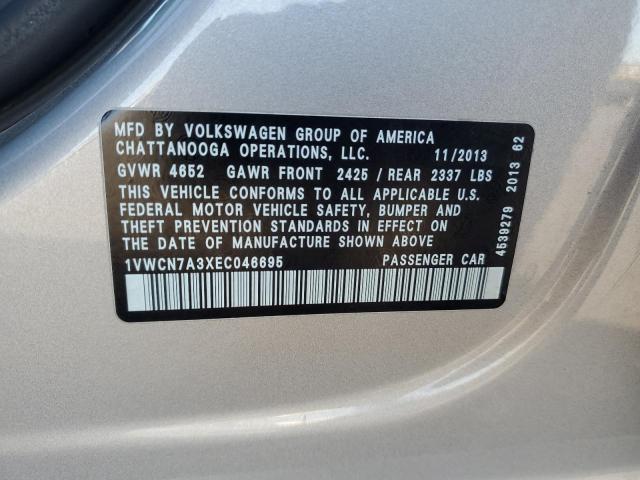 MFD BY VOLKSWAGEN GROUP OF AMERICA
CHATTANOOGA OPERATIONS, LLC. 11/2013
GVWR 4652 GAWR FRONT 2425 / REAR 2337 LBS
THIS VEHICLE CONFORMS TO ALL APPLICABLE U.S.
FEDERAL MOTOR VEHICLE SAFETY, BUMPER AND
THEFT PREVENTION STANDARDS IN EFFECT ON
THE DATE OF MANUFACTURE SHOWN ABOVE
1VWCN7A3XEC046695 PASSENGER CAR
4539279 2013 62